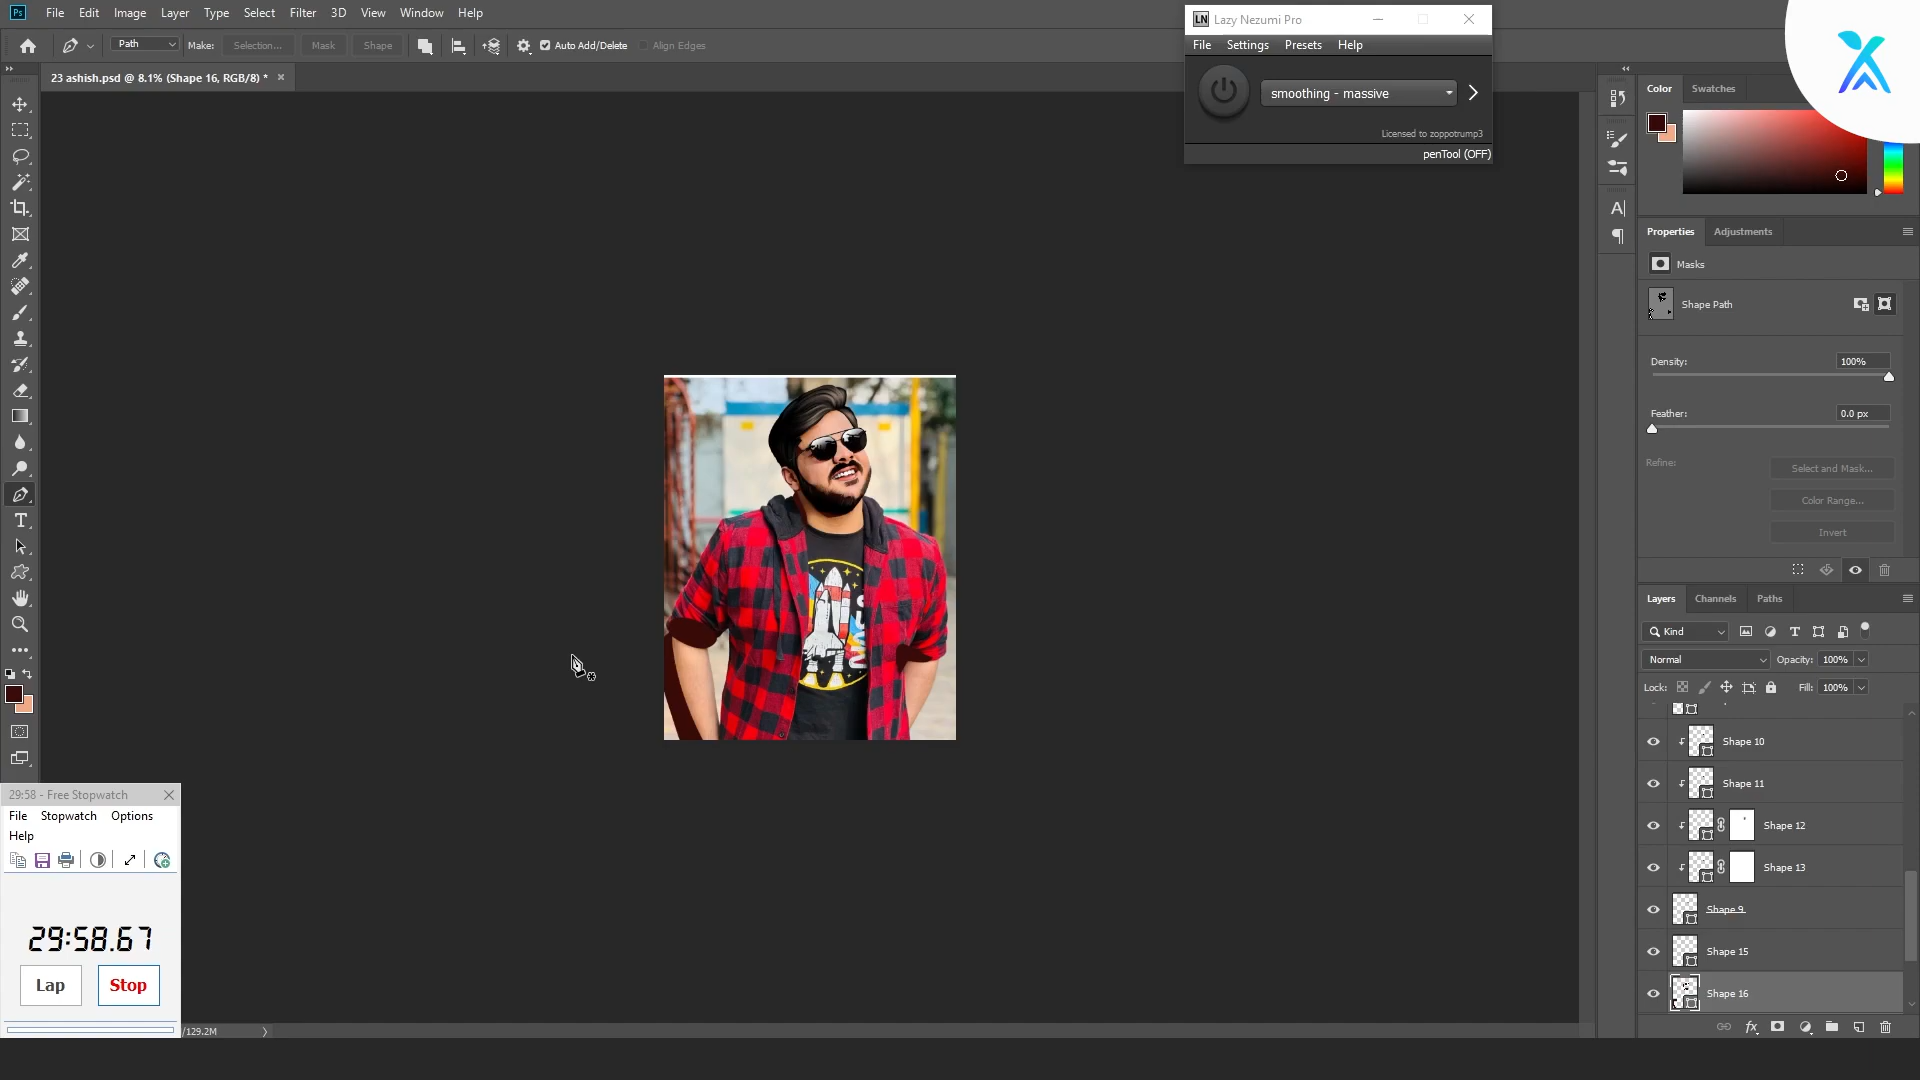 Ps File Edit Image Layer Type Select Filter 3D View Window Help
Path Make: Selection... Mask Shape Auto Add/Delete Align Edges
23 ashish.psd @ 8.1% (Shape 16, RGB/8) *
LN Lazy Nezumi Pro
File Settings Presets Help
smoothing - massive
Licensed to zoppotrump3
penTool (OFF)
Color Swatches
Properties Adjustments
Masks
Shape Path
Density: 100%
Feather: 0.0 px
Refine: Select and Mask...
Color Range...
Invert
Layers Channels Paths
Kind
Normal Opacity: 100%
Lock: Fill: 100%
Shape 10
Shape 11
Shape 12
Shape 13
Shape 9
Shape 15
Shape 16
fx
29:58 - Free Stopwatch
File Stopwatch Options
Help
29:58.67
Lap Stop
/129.2M